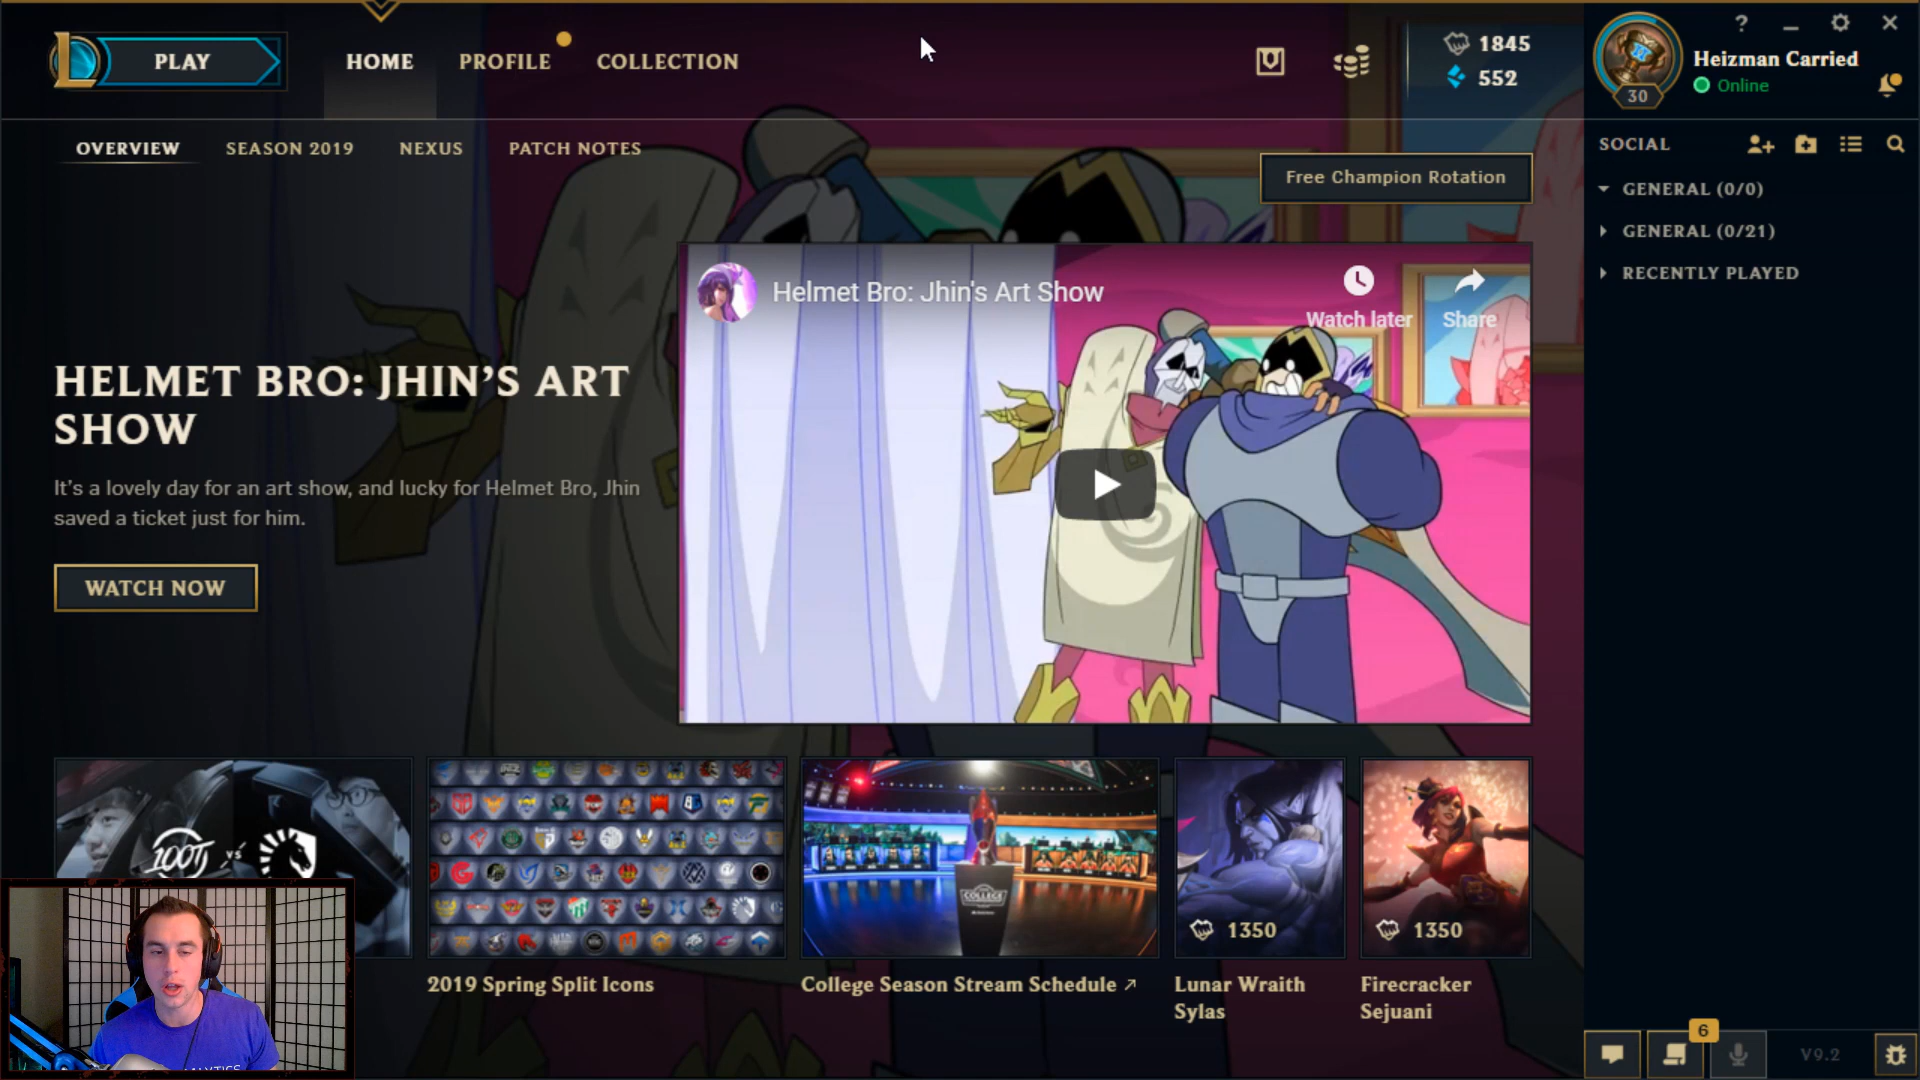 PLAY
HOME
PROFILE
COLLECTION
1845
552
30
Heizman Carried
Online
OVERVIEW
SEASON 2019
NEXUS
PATCH NOTES
Free Champion Rotation
SOCIAL
GENERAL (0/0)
GENERAL (0/21)
RECENTLY PLAYED
Helmet Bro: Jhin's Art Show
Watch later
Share
HELMET BRO: JHIN’S ART
SHOW
It’s a lovely day for an art show, and lucky for Helmet Bro, Jhin
saved a ticket just for him.
WATCH NOW
100T
VS
COLLEGE
1350
1350
2019 Spring Split Icons
College Season Stream Schedule ↗
Lunar Wraith
Sylas
Firecracker
Sejuani
6
V9.2